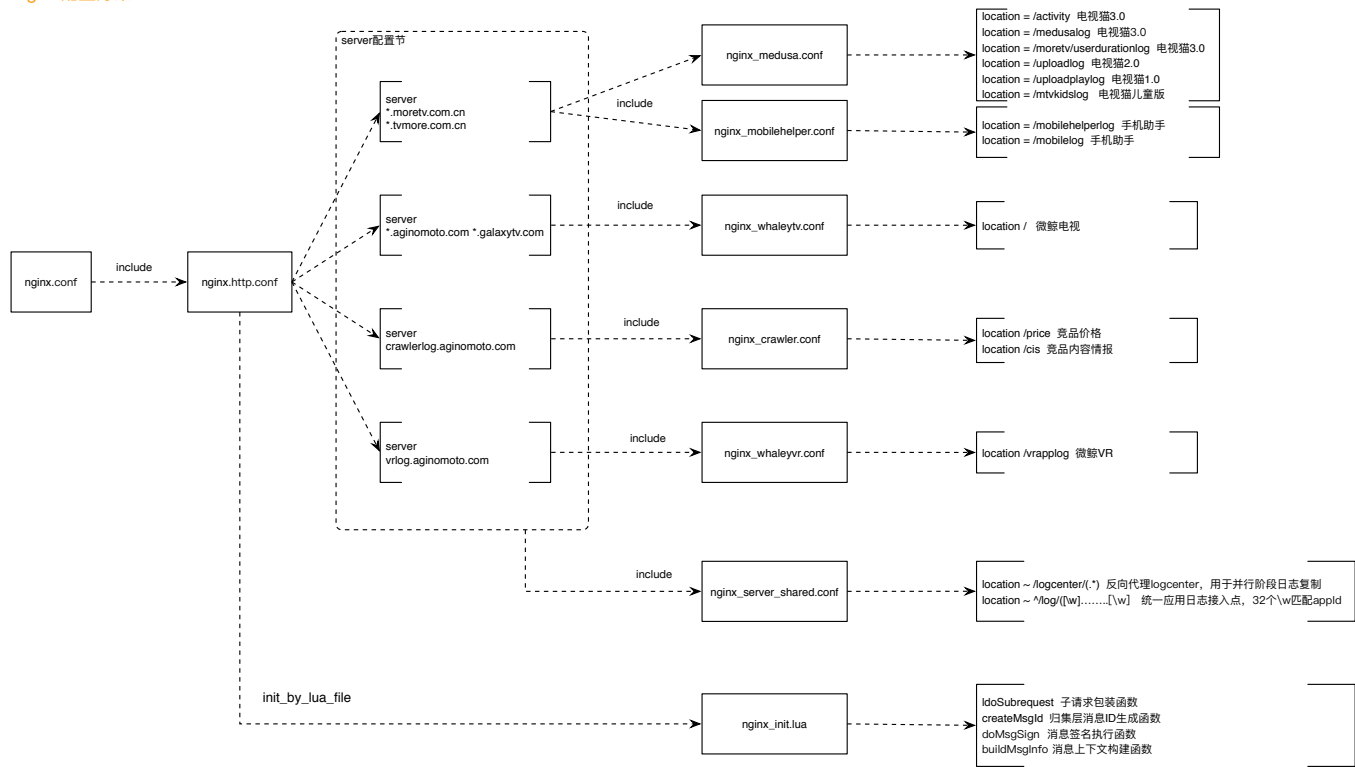 server配置节
server
*.moretv.com.cn
*.tvmore.com.cn
nginx_medusa.conf
location = /activity 电视猫3.0
location = /medusalog 电视猫3.0
location = /moretv/userdurationlog 电视猫3.0
location = /uploadlog 电视猫2.0
location = /uploadplaylog 电视猫1.0
location = /mtvkidslog 电视猫儿童版
include
nginx_mobilehelper.conf
location = /mobilehelperlog 手机助手
location = /mobilelog 手机助手
server
*.aginomoto.com *.galaxytv.com
include
nginx_whaleytv.conf
location / 微鲸电视
nginx.conf
include
nginx.http.conf
server
crawlerlog.aginomoto.com
include
nginx_crawler.conf
location /price 竞品价格
location /cis 竞品内容情报
server
vrlog.aginomoto.com
include
nginx_whaleyvr.conf
location /vrapplog 微鲸VR
include
nginx_server_shared.conf
location ~ /logcenter/(.*) 反向代理logcenter，用于并行阶段日志复制
location ~ ^/log/([\w]........[\w] 统一应用日志接入点，32个\w匹配appId
init_by_lua_file
nginx_init.lua
ldoSubrequest 子请求包装函数
createMsgId 归集层消息ID生成函数
doMsgSign 消息签名执行函数
buildMsgInfo 消息上下文构建函数